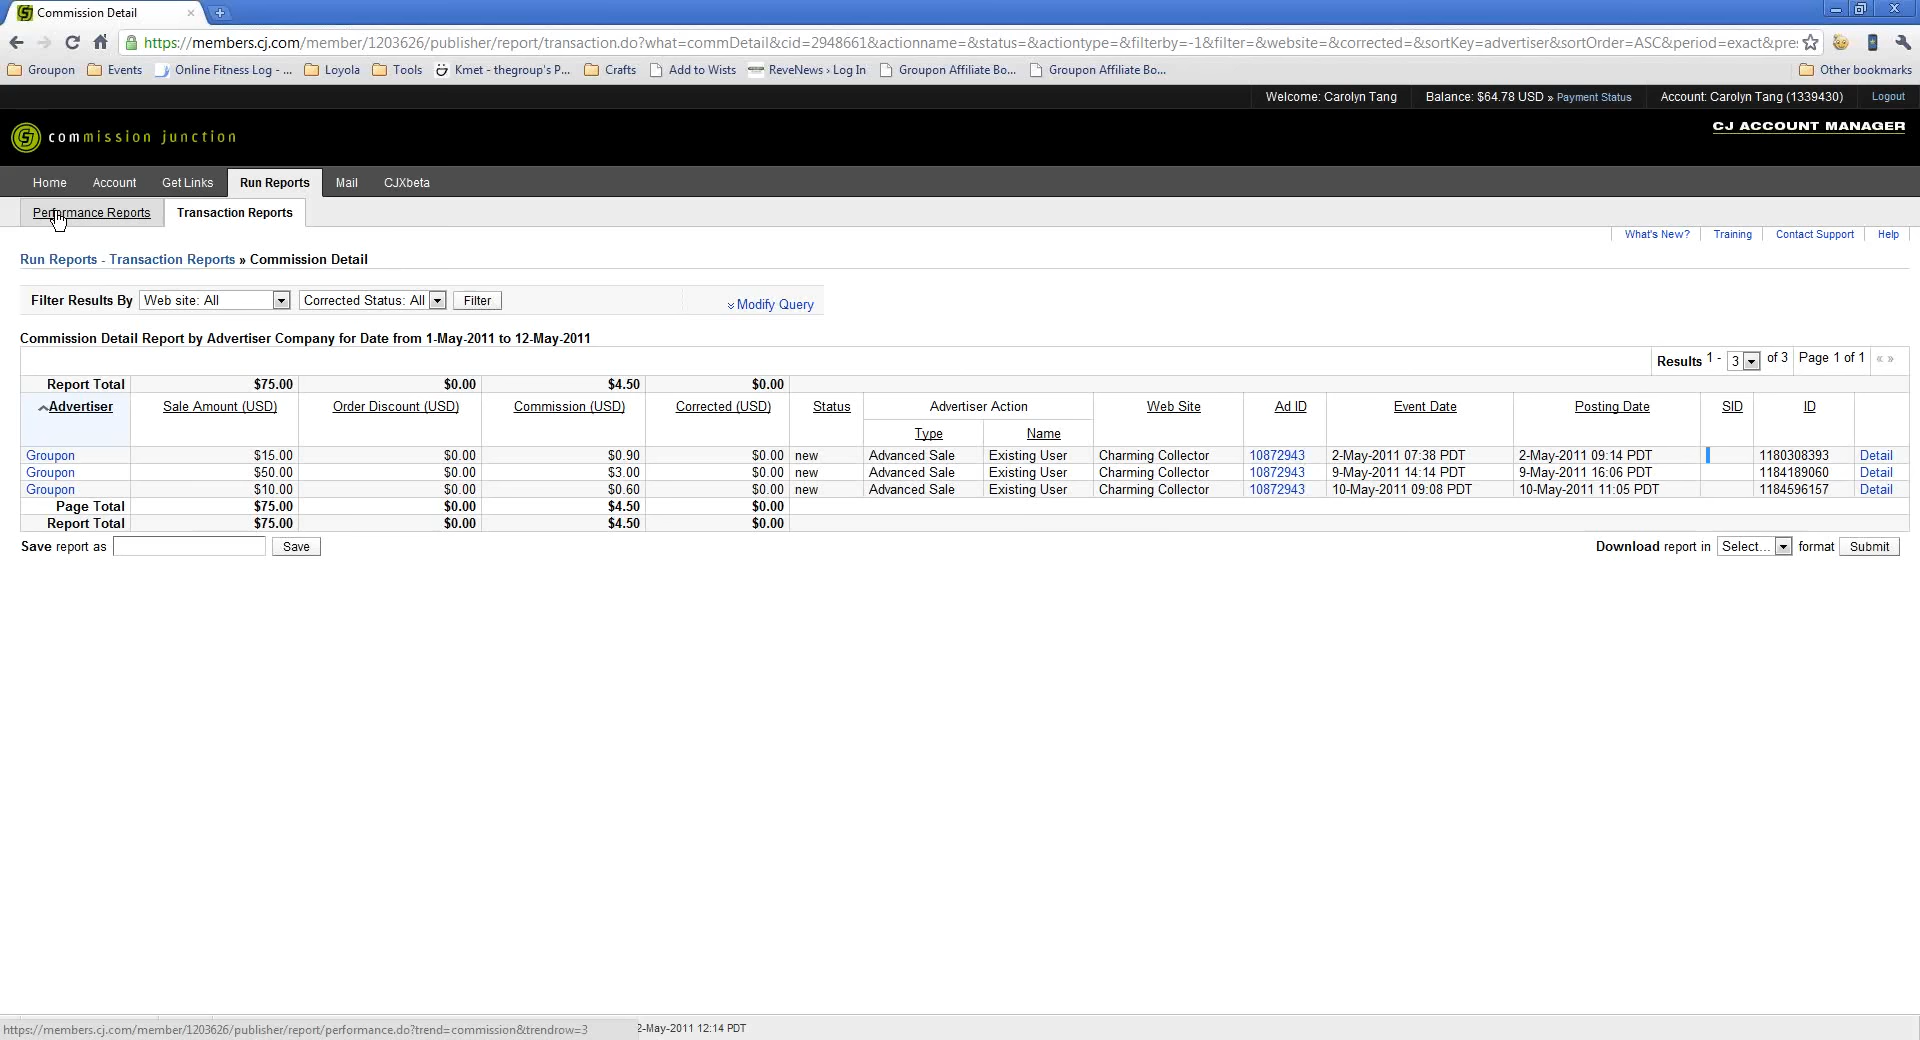 Commission Detail
https://members.cj.com/member/1203626/publisher/report/transaction.do?what=commDetail&cid=2948661&actionname=&status=&actiontype=&filterby=-1&filter=&website=&corrected=&sortKey=advertiser&sortOrder=ASC&period=exact&pre
Groupon Events Online Fitness Log - ... Loyola Tools Kmet - thegroup's P... Crafts Add to Wists ReveNews › Log In Groupon Affiliate Bo... Groupon Affiliate Bo... Other bookmarks
Welcome: Carolyn Tang Balance: $64.78 USD » Payment Status Account: Carolyn Tang (1339430) Logout
commission junction
CJ ACCOUNT MANAGER
Home Account Get Links Run Reports Mail CJXbeta
Performance Reports Transaction Reports
What's New? Training Contact Support Help
Run Reports - Transaction Reports » Commission Detail
Filter Results By Web site: All Corrected Status: All Filter Modify Query
Commission Detail Report by Advertiser Company for Date from 1-May-2011 to 12-May-2011
Results 1 - 3 of 3 Page 1 of 1 « »
Report Total $75.00 $0.00 $4.50 $0.00
Advertiser Sale Amount (USD) Order Discount (USD) Commission (USD) Corrected (USD) Status Advertiser Action Web Site Ad ID Event Date Posting Date SID ID
Type Name
Groupon $15.00 $0.00 $0.90 $0.00 new Advanced Sale Existing User Charming Collector 10872943 2-May-2011 07:38 PDT 2-May-2011 09:14 PDT 1180308393 Detail
Groupon $50.00 $0.00 $3.00 $0.00 new Advanced Sale Existing User Charming Collector 10872943 9-May-2011 14:14 PDT 9-May-2011 16:06 PDT 1184189060 Detail
Groupon $10.00 $0.00 $0.60 $0.00 new Advanced Sale Existing User Charming Collector 10872943 10-May-2011 09:08 PDT 10-May-2011 11:05 PDT 1184596157 Detail
Page Total $75.00 $0.00 $4.50 $0.00
Report Total $75.00 $0.00 $4.50 $0.00
Save report as Save Download report in Select... format Submit
https://members.cj.com/member/1203626/publisher/report/performance.do?trend=commission&trendrow=3 2-May-2011 12:14 PDT